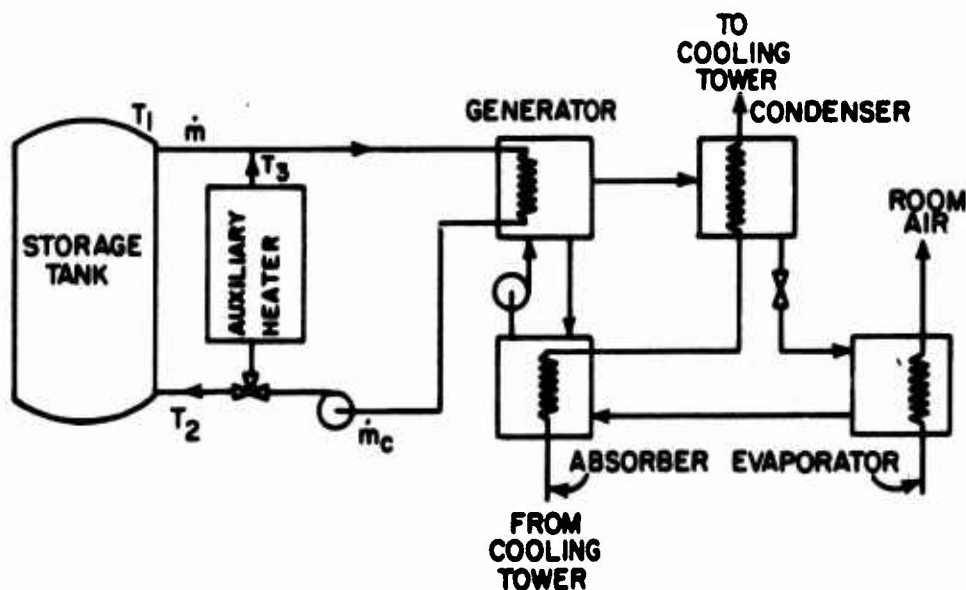 TO
COOLING
TOWER
CONDENSER
GENERATOR
T1
ṁ
T3
ROOM
AIR
STORAGE
TANK
AUXILIARY
HEATER
T2
ṁc
ABSORBER
EVAPORATOR
FROM
COOLING
TOWER